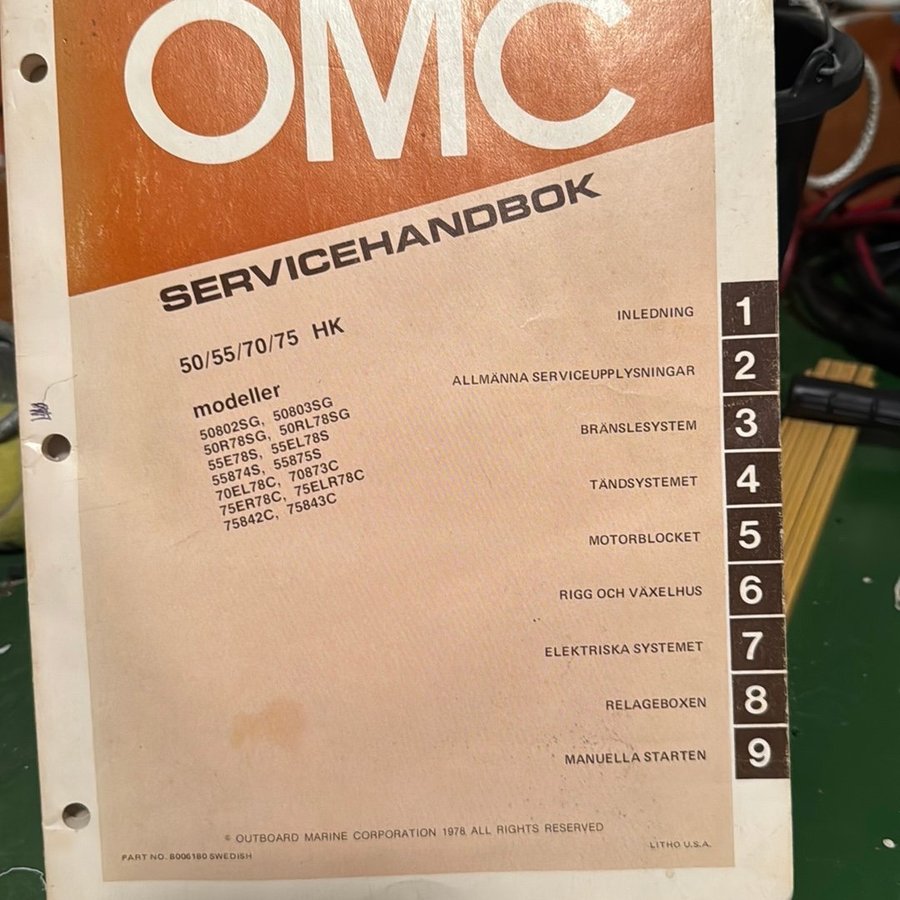 OMC
SERVICEHANDBOK
50/55/70/75 HK
modeller
50802SG, 50803SG
50R78SG, 50RL78SG
55E78S, 55EL78S
55874S, 55875S
70EL78C, 70873C
75ER78C, 75ELR78C
75842C, 75843C
INLEDNING 1
ALLMÄNNA SERVICEUPPLYSNINGAR 2
BRÄNSLESYSTEM 3
TÄNDSYSTEMET 4
MOTORBLOCKET 5
RIGG OCH VÄXELHUS 6
ELEKTRISKA SYSTEMET 7
RELAGEBOXEN 8
MANUELLA STARTEN 9
© OUTBOARD MARINE CORPORATION 1978. ALL RIGHTS RESERVED
PART NO. B006180 SWEDISH
LITHO U.S.A.